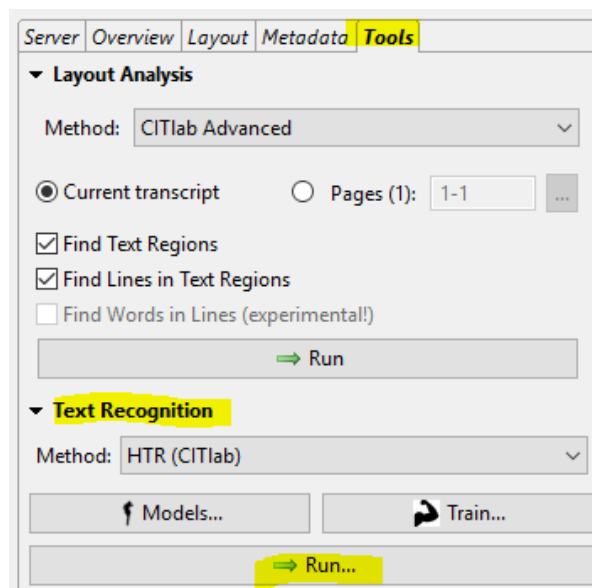 Server Overview Layout Metadata Tools
Layout Analysis
Method: CITlab Advanced
Current transcript Pages (1): 1-1 ...
Find Text Regions
Find Lines in Text Regions
Find Words in Lines (experimental!)
Run
Text Recognition
Method: HTR (CITlab)
Models... Train...
Run...